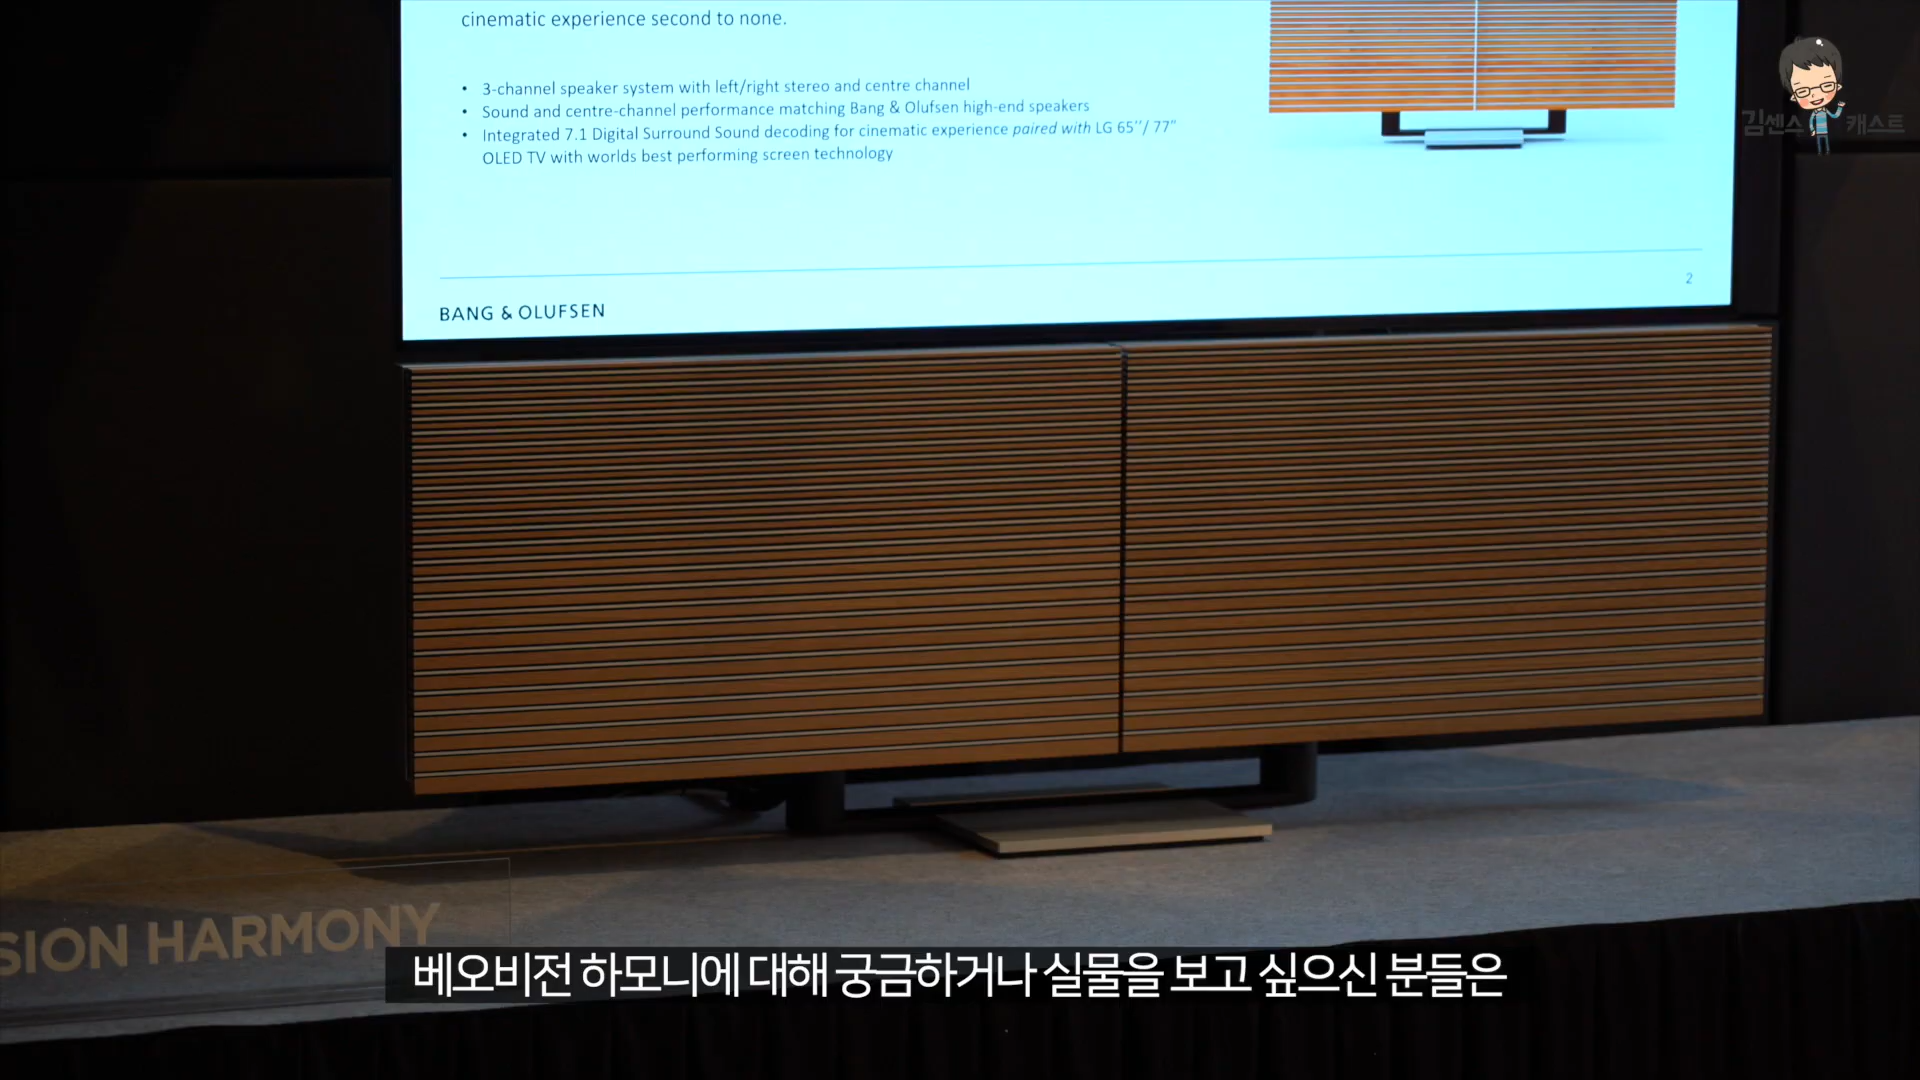 cinematic experience second to none.
• 3-channel speaker system with left/right stereo and centre channel
• Sound and centre-channel performance matching Bang & Olufsen high-end speakers
• Integrated 7.1 Digital Surround Sound decoding for cinematic experience paired with LG 65’’/ 77”
OLED TV with worlds best performing screen technology
김센스 캐스트
2
BANG & OLUFSEN
SION HARMONY
베오비전 하모니에 대해 궁금하거나 실물을 보고 싶으신 분들은